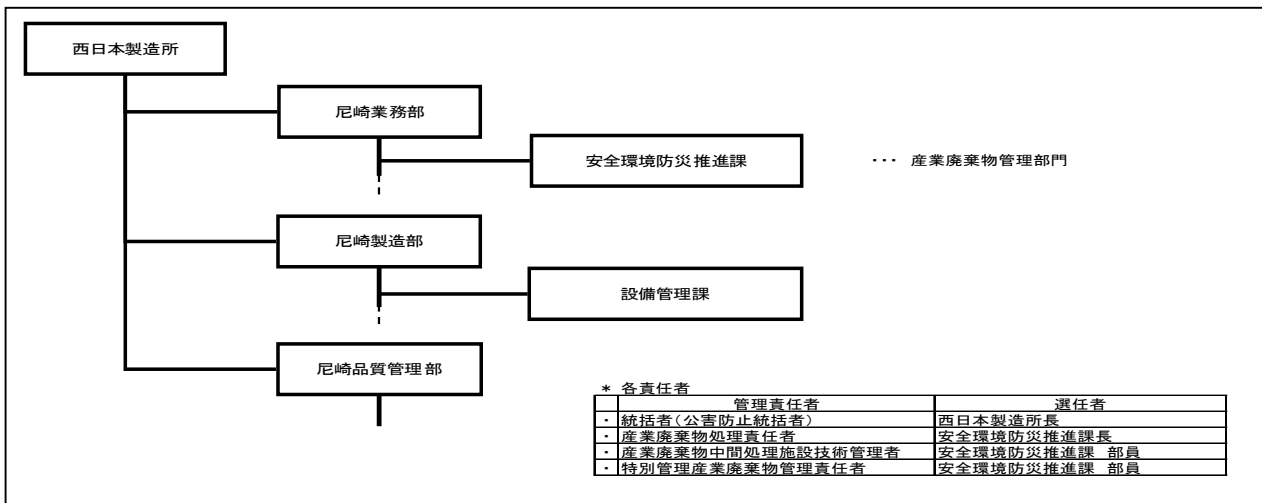 西日本製造所
尼崎業務部
安全環境防災推進課
･･･ 産業廃棄物管理部門
尼崎製造部
設備管理課
尼崎品質管理部
* 各責任者
管理責任者 選任者
・ 統括者(公害防止統括者) 西日本製造所長
・ 産業廃棄物処理責任者 安全環境防災推進課長
・ 産業廃棄物中間処理施設技術管理者 安全環境防災推進課 部員
・ 特別管理産業廃棄物管理責任者 安全環境防災推進課 部員